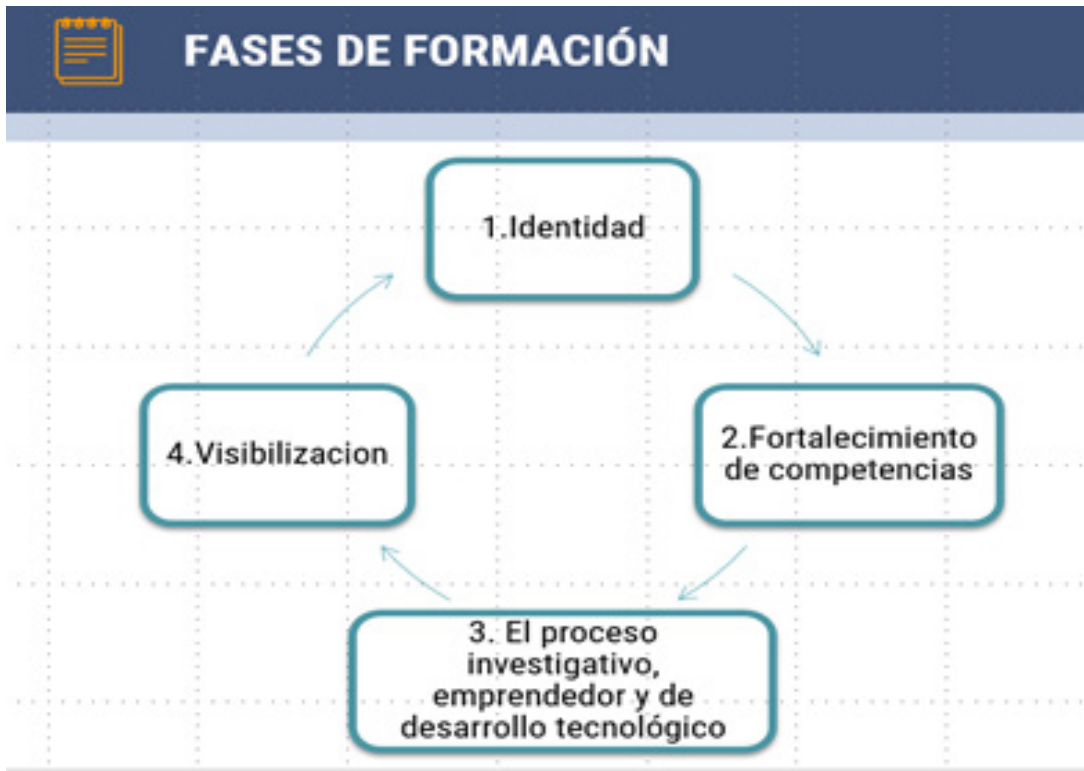 FASES DE FORMACIÓN
1.Identidad
2.Fortalecimiento
de competencias
3. El proceso
investigativo,
emprendedor y de
desarrollo tecnológico
4.Visibilizacion